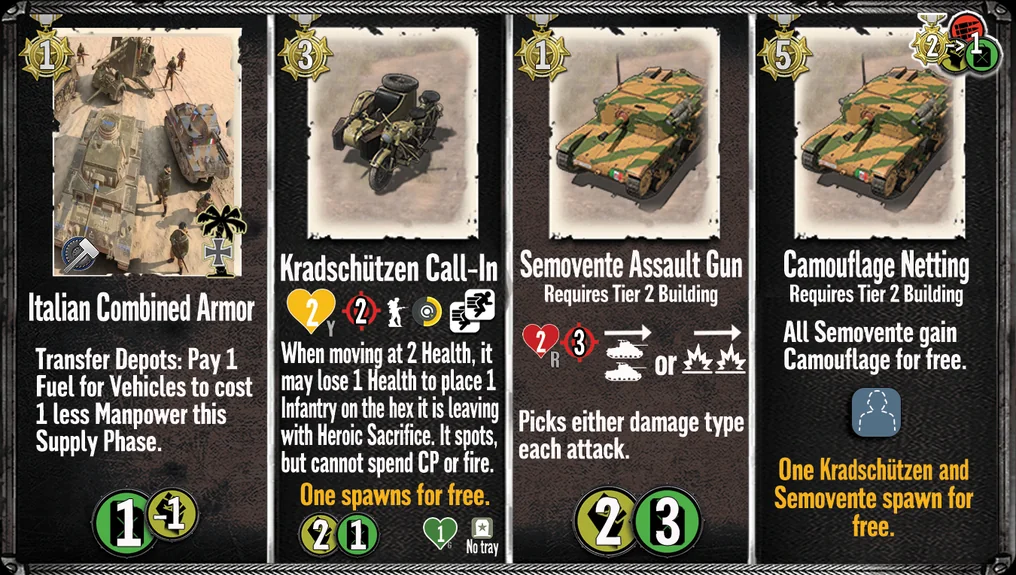 1
Italian Combined Armor
Transfer Depots: Pay 1
Fuel for Vehicles to cost
1 less Manpower this
Supply Phase.
1 -1
3
Kradschützen Call-In
2 Y 2
When moving at 2 Health, it
may lose 1 Health to place 1
Infantry on the hex it is leaving
with Heroic Sacrifice. It spots,
but cannot spend CP or fire.
One spawns for free.
2 1 1 G
No tray
1
Semovente Assault Gun
Requires Tier 2 Building
2 R 3 or
Picks either damage type
each attack.
2 3
5
2->1
Camouflage Netting
Requires Tier 2 Building
All Semovente gain
Camouflage for free.
One Kradschützen and
Semovente spawn for
free.